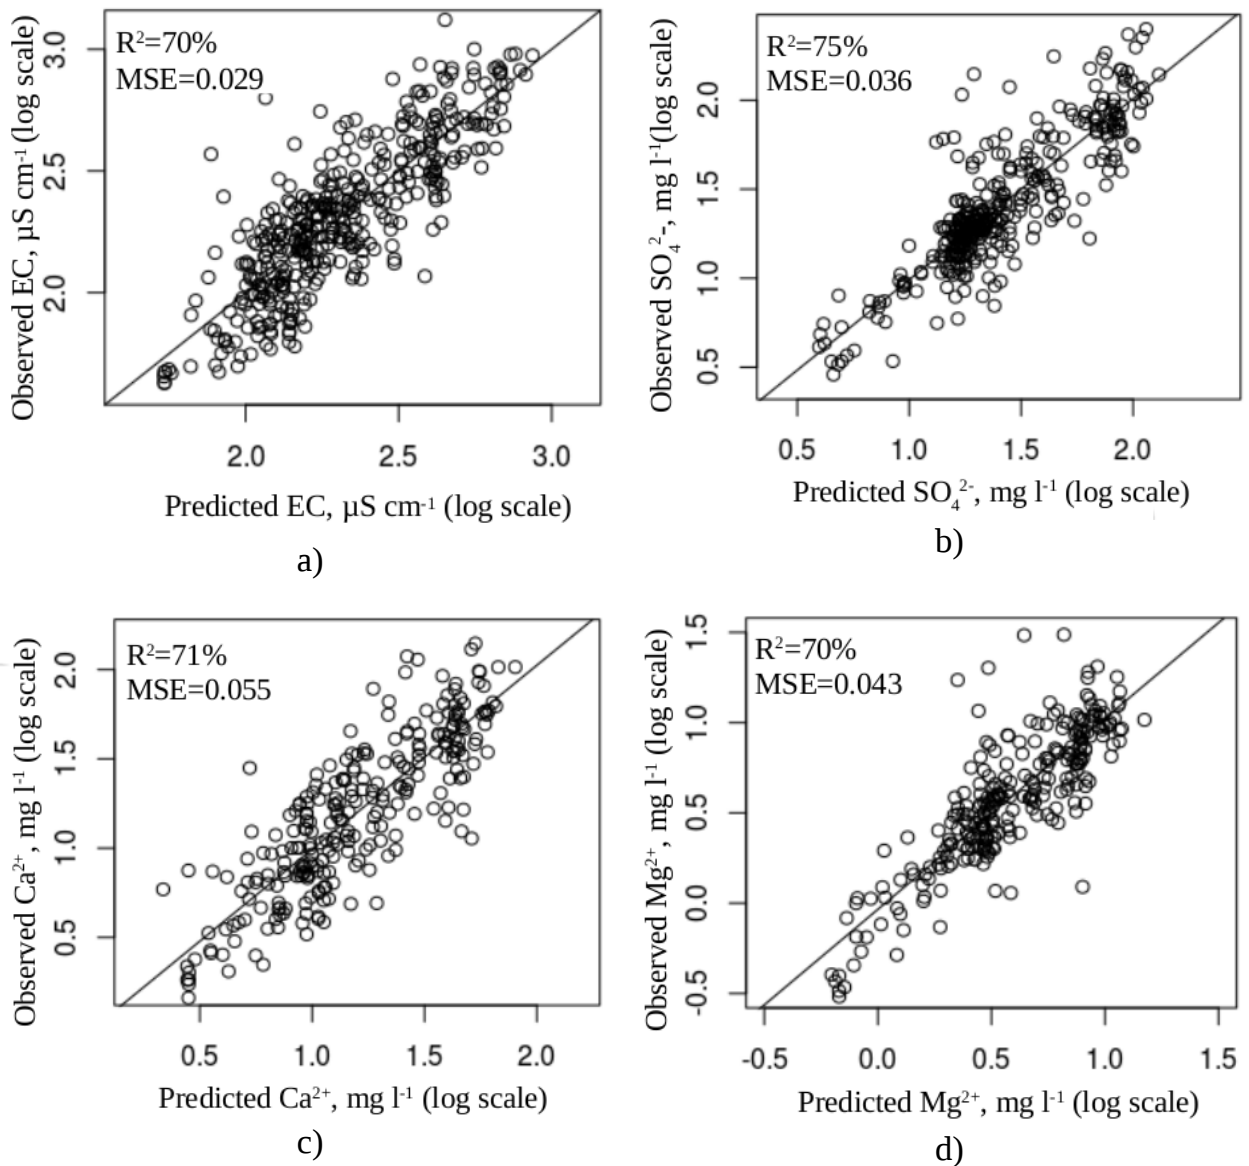 R²=70%
MSE=0.029
Observed EC, µS cm⁻¹ (log scale)
3.0
2.5
2.0
2.0 2.5 3.0
Predicted EC, µS cm⁻¹ (log scale)
a)
R²=75%
MSE=0.036
Observed SO₄²-, mg l⁻¹(log scale)
2.0
1.5
1.0
0.5
0.5 1.0 1.5 2.0
Predicted SO₄²⁻, mg l⁻¹ (log scale)
b)
R²=71%
MSE=0.055
Observed Ca²⁺, mg l⁻¹ (log scale)
2.0
1.5
1.0
0.5
0.5 1.0 1.5 2.0
Predicted Ca²⁺, mg l⁻¹ (log scale)
c)
R²=70%
MSE=0.043
Observed Mg²⁺, mg l⁻¹ (log scale)
1.5
1.0
0.5
0.0
-0.5
-0.5 0.0 0.5 1.0 1.5
Predicted Mg²⁺, mg l⁻¹ (log scale)
d)